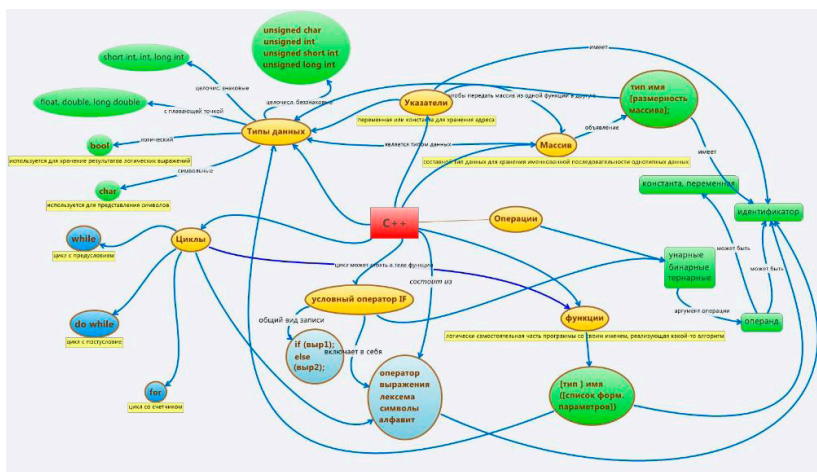 short int, int, long int
unsigned char
unsigned int
unsigned short int
unsigned long int
целочис. знаковые
целочисл. беззнаковые
float, double, long double
с плавающей точкой
логический
bool
используется для хранение результатов логических выражений
символьные
char
используется для представления символов
Типы данных
Указатели
переменная или константа для хранения адреса
имеет
чтобы передать массив из одной функции в другую
тип имя
[размерность
массива];
объявление
Массив
является типом данных
составной тип данных для хранения именнованной последовательности однотипных данных
имеет
константа, переменная
идентификатор
C++
Операции
while
цикл с предусловием
Циклы
цикл может стоять в теле функции
состоит из
унарные
бинарные
тернарные
может быть
может быть
аргумент операции
операнд
условный оператор IF
общий вид записи
функции
логически самостоятельная часть программы со своим именем, реализующая какой-то алгоритм
do while
цикл с постусловие
if (выр1);
else
(выр2);
включает в себя
оператор
выражения
лексема
символы
алфавит
for
цикл со счетчиком
[тип ] имя
([список форм.
параметров])